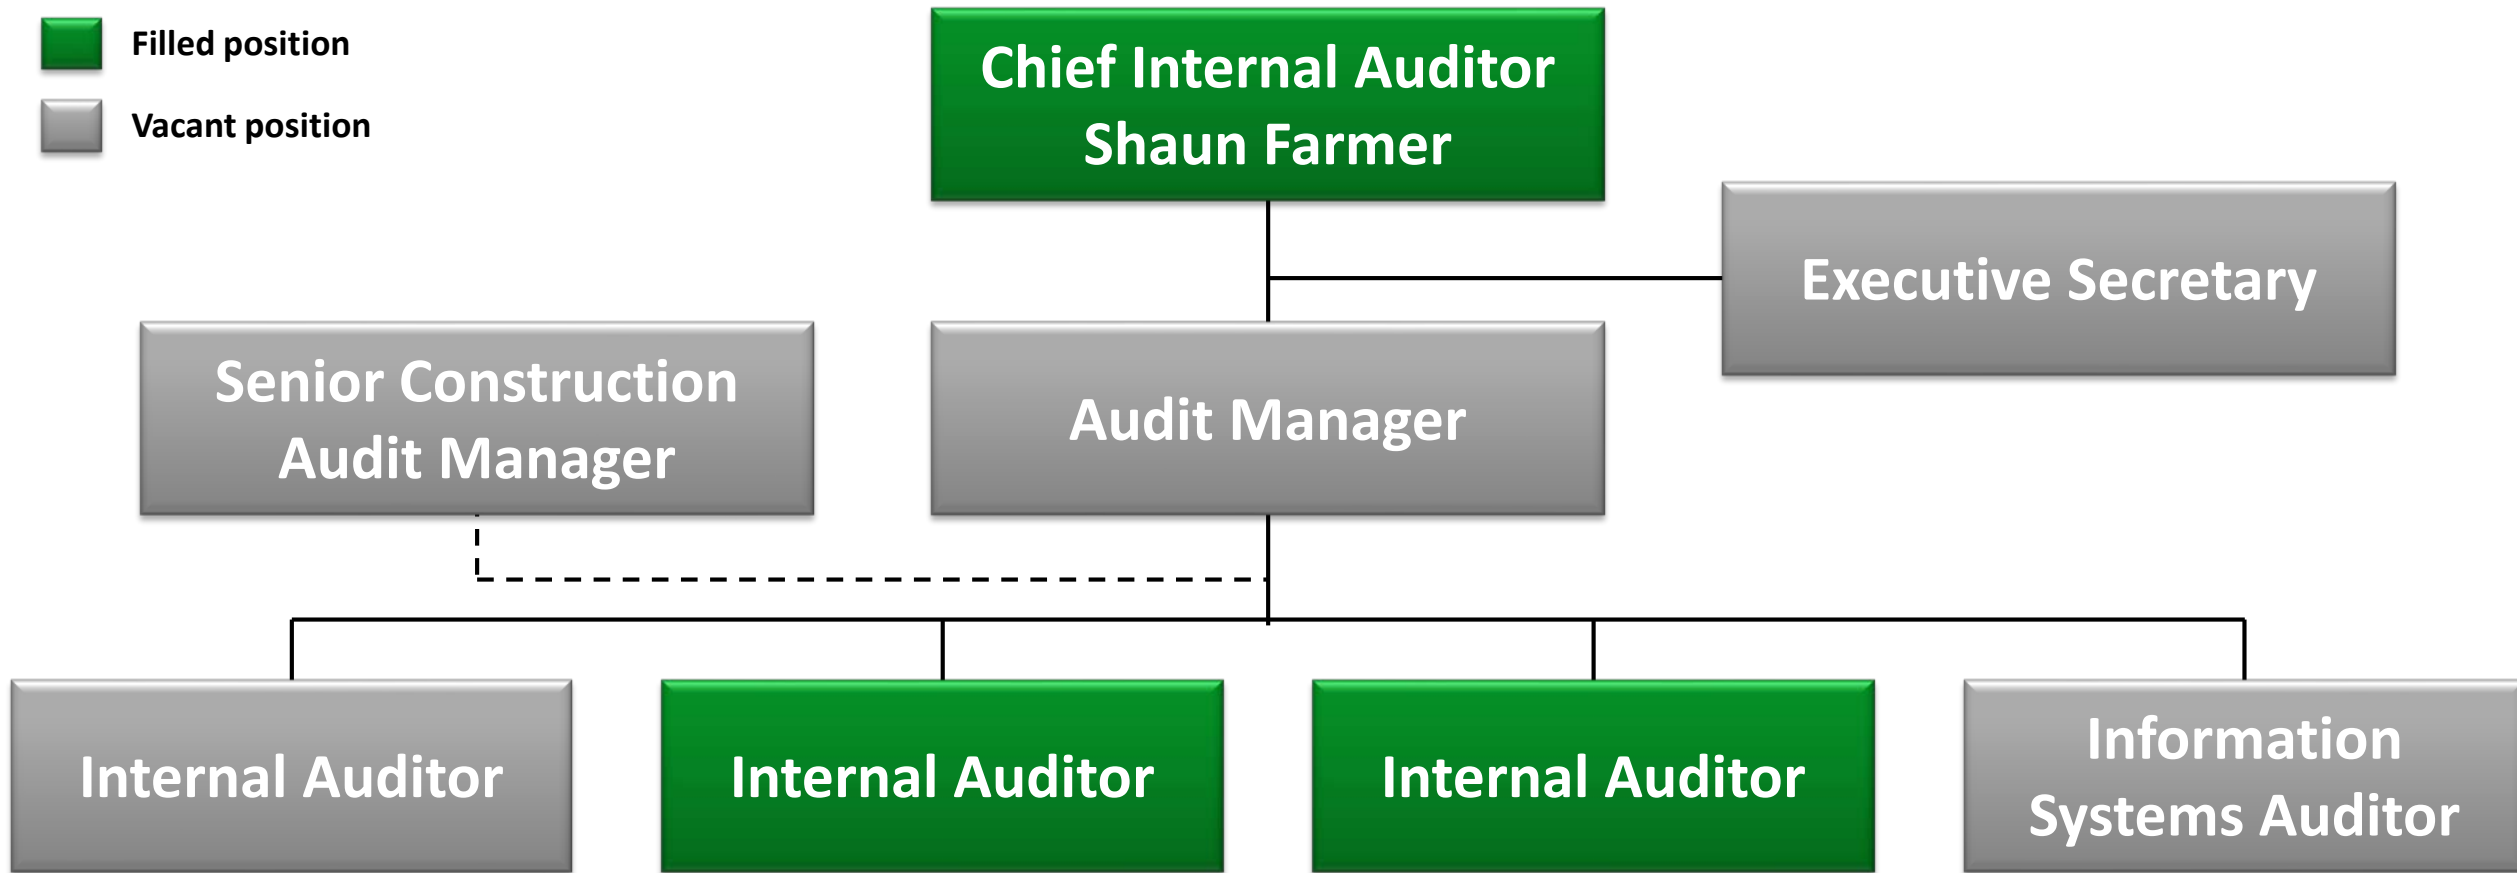 Filled position
Vacant position
Chief Internal Auditor
Shaun Farmer
Executive Secretary
Senior Construction
Audit Manager
Audit Manager
Internal Auditor
Internal Auditor
Internal Auditor
Information
Systems Auditor